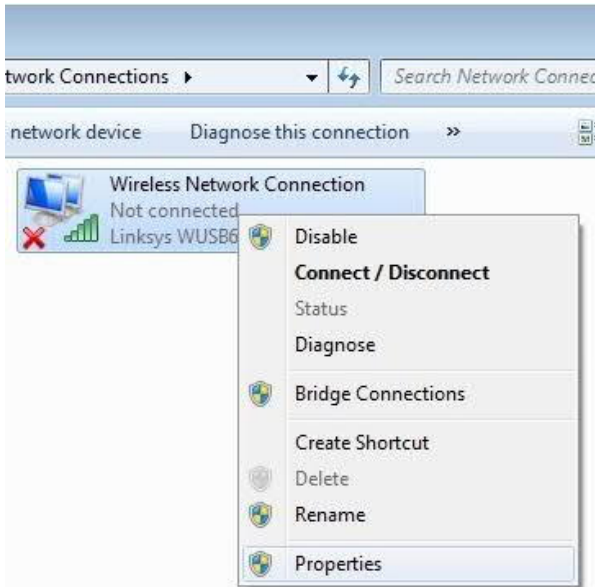 twork Connections
Search Network Connec
network device
Diagnose this connection
»
Wireless Network Connection
Not connected
Linksys WUSB6
Disable
Connect / Disconnect
Status
Diagnose
Bridge Connections
Create Shortcut
Delete
Rename
Properties